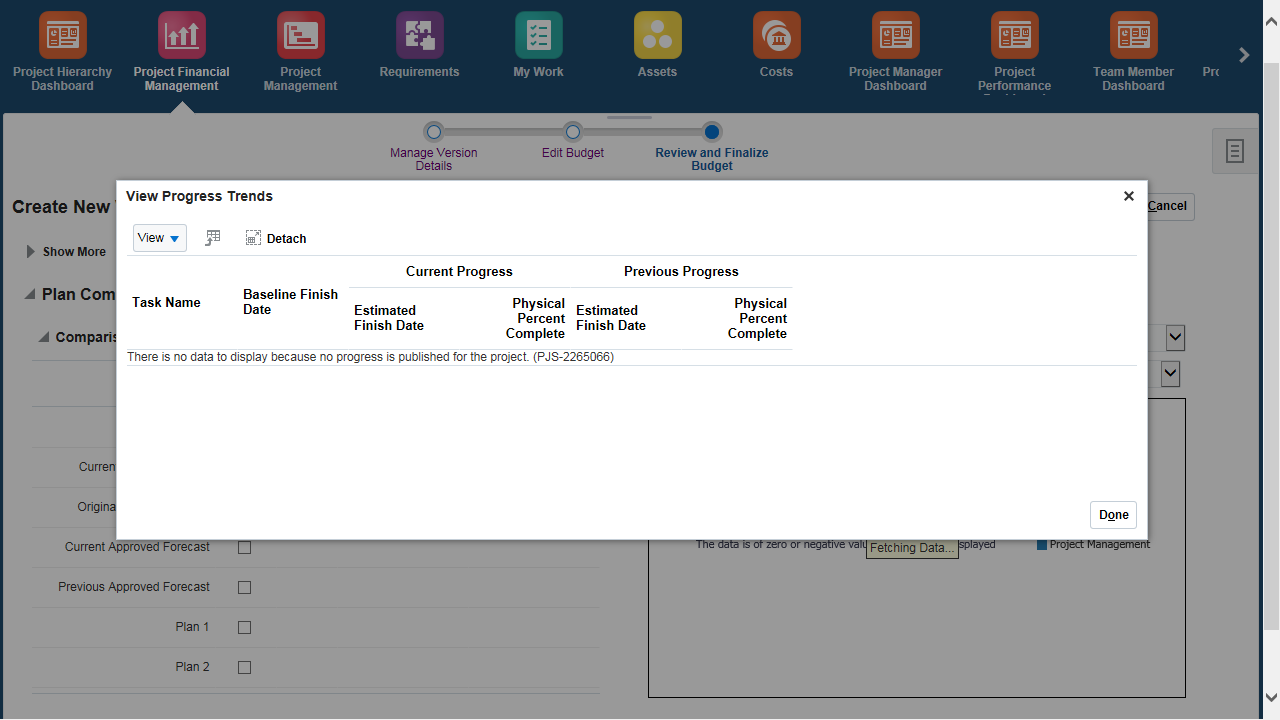 Project Hierarchy
Dashboard
Project Financial
Management
Project
Management
Requirements
My Work
Assets
Costs
Project Manager
Dashboard
Project
Performance
Team Member
Dashboard
Manage Version
Details
Edit Budget
Review and Finalize
Budget
Create New
Cancel
Show More
Plan Com
Comparis
View Progress Trends
View
Detach
Current Progress
Previous Progress
Task Name
Baseline Finish
Date
Estimated
Finish Date
Physical
Percent
Complete
Estimated
Finish Date
Physical
Percent
Complete
There is no data to display because no progress is published for the project. (PJS-2265066)
Done
Curren
Origina
Current Approved Forecast
Previous Approved Forecast
Plan 1
Plan 2
The data is of zero or negative valu
Fetching Data...
splayed
Project Management